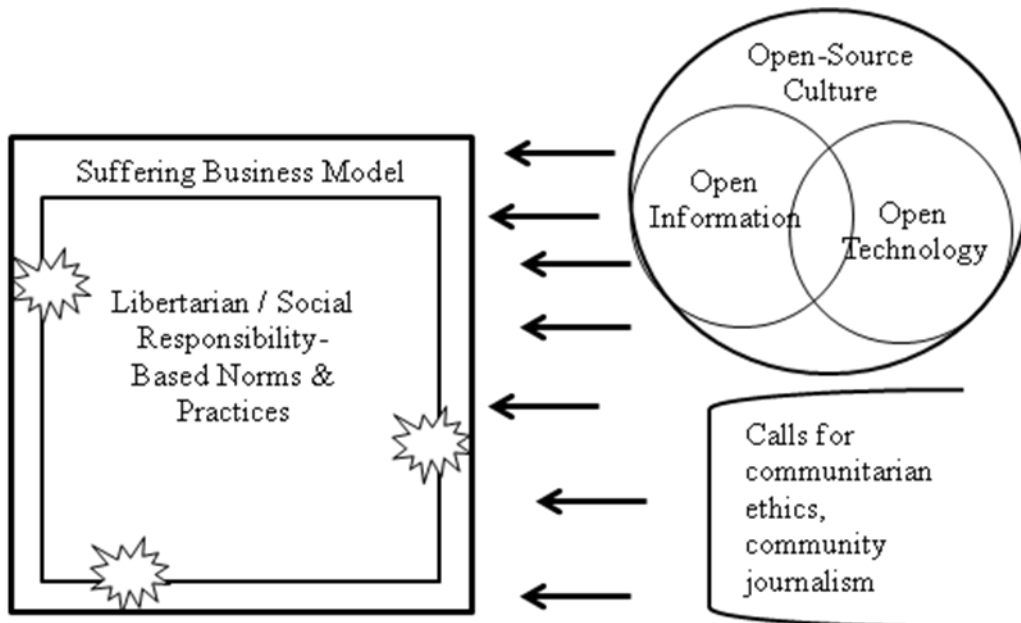 Suffering Business Model
Libertarian / Social
Responsibility-
Based Norms &
Practices
Open-Source
Culture
Open
Information
Open
Technology
Calls for
communitarian
ethics,
community
journalism